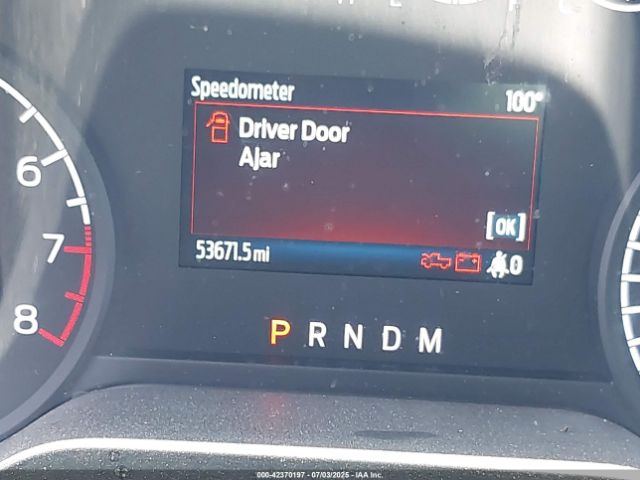 Speedometer 100°
Driver Door
Ajar
[OK]
53671.5 mi 0
6
7
8
P R N D M
000-42370197 - 07/03/2025 - IAA Inc.